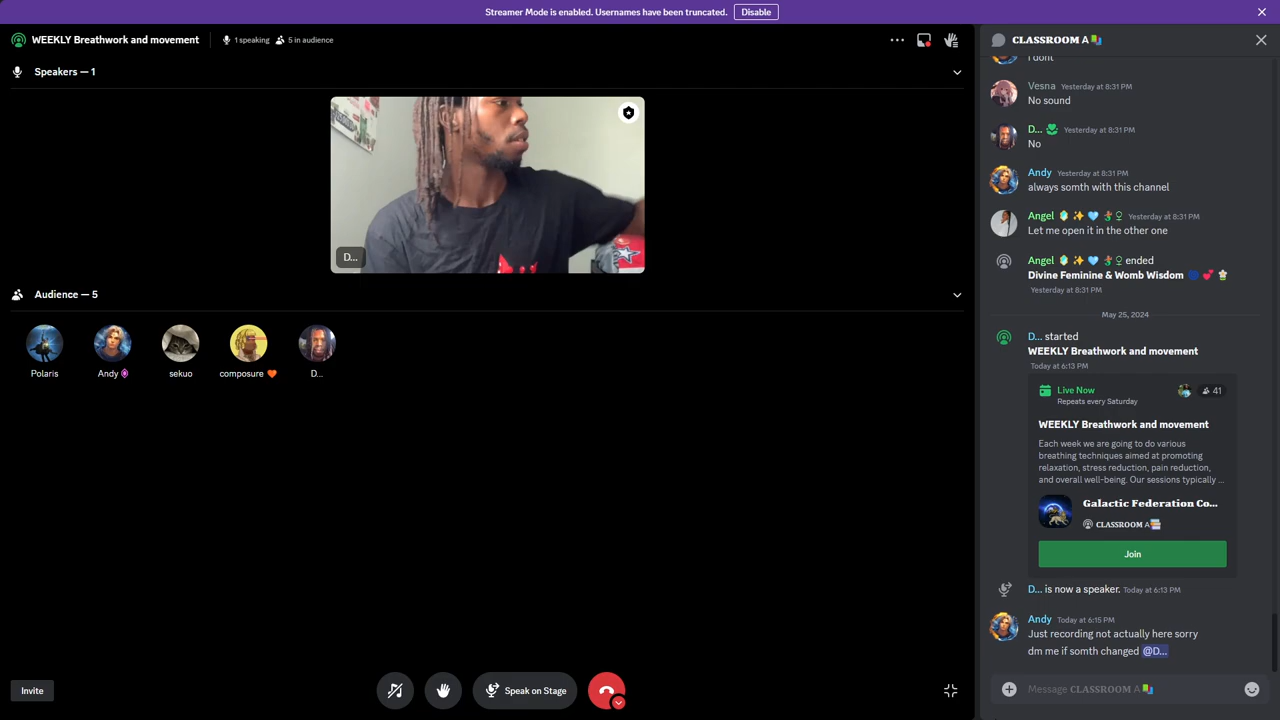 Streamer Mode is enabled. Usernames have been truncated. Disable
WEEKLY Breathwork and movement
1 speaking
5 in audience
Speakers — 1
D...
Audience — 5
Polaris
Andy
sekuo
composure
D...
Invite
Speak on Stage
CLASSROOM A
I dont
Vesna Yesterday at 8:31 PM
No sound
D... Yesterday at 8:31 PM
No
Andy Yesterday at 8:31 PM
always somth with this channel
Angel Yesterday at 8:31 PM
Let me open it in the other one
Angel ended
Divine Feminine & Womb Wisdom
Yesterday at 8:31 PM
May 25, 2024
D... started
WEEKLY Breathwork and movement
Today at 6:13 PM
Live Now
41
Repeats every Saturday
WEEKLY Breathwork and movement
Each week we are going to do various
breathing techniques aimed at promoting
relaxation, stress reduction, pain reduction,
and overall well-being. Our sessions typically ...
Galactic Federation Co...
CLASSROOM A
Join
D... is now a speaker. Today at 6:13 PM
Andy Today at 6:15 PM
Just recording not actually here sorry
dm me if somth changed @D...
Message CLASSROOM A